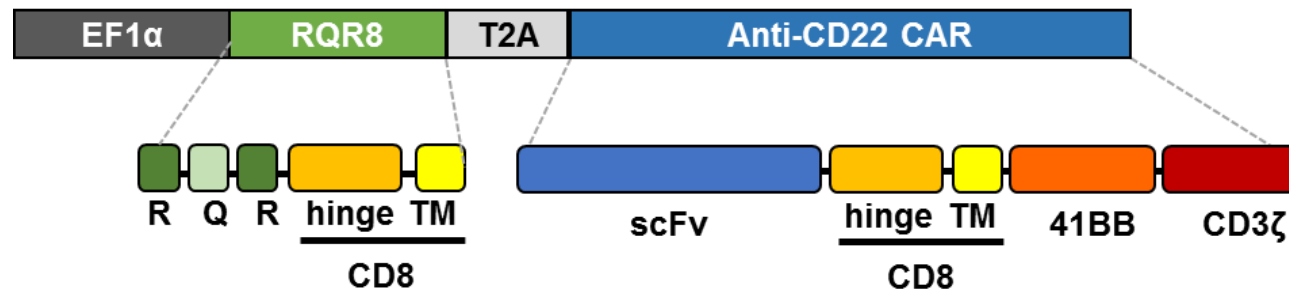 EF1α RQR8 T2A Anti-CD22 CAR
R Q R hinge TM scFv hinge TM 41BB CD3ζ
CD8 CD8